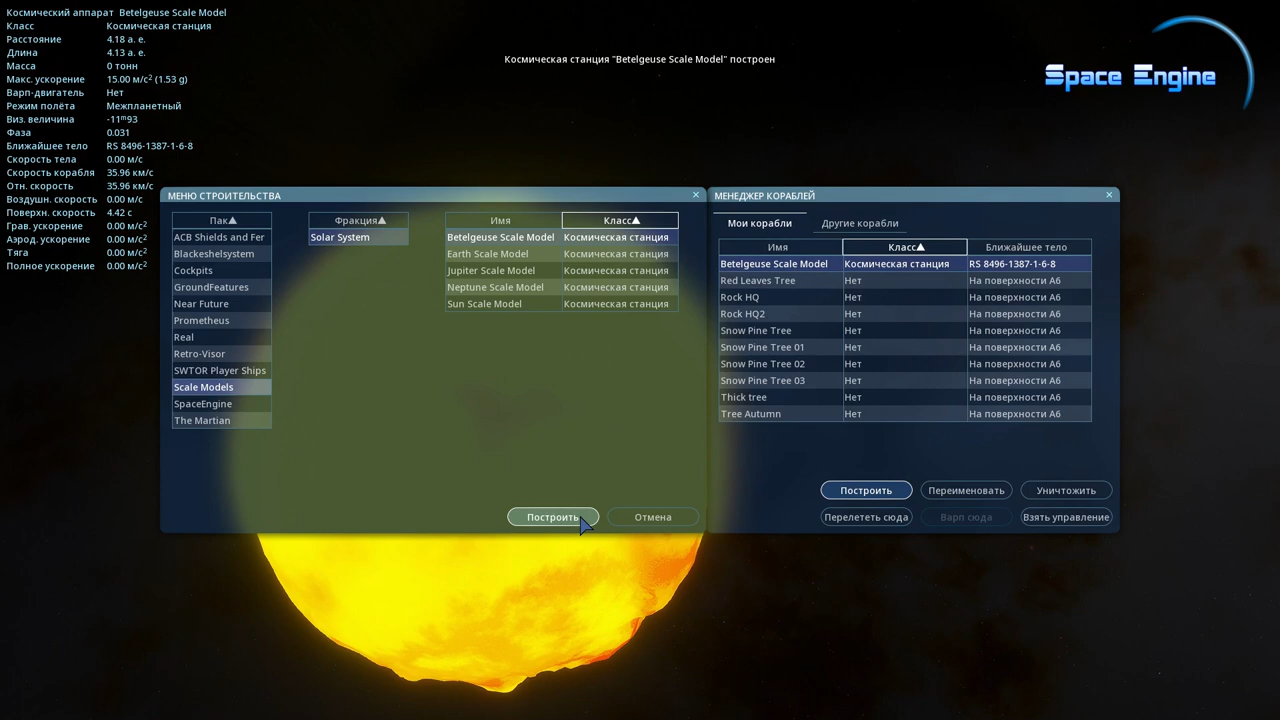 Космический аппарат Betelgeuse Scale Model
Класс Космическая станция
Расстояние 4.18 а. е.
Длина 4.13 а. е.
Масса 0 тонн
Макс. ускорение 15.00 м/с² (1.53 g)
Варп-двигатель Нет
Режим полёта Межпланетный
Виз. величина -11ᵐ93
Фаза 0.031
Ближайшее тело RS 8496-1387-1-6-8
Скорость тела 0.00 м/с
Скорость корабля 35.96 км/с
Отн. скорость 35.96 км/с
Воздушн. скорость 0.00 м/с
Поверхн. скорость 4.42 с
Грав. ускорение 0.00 м/с²
Аэрод. ускорение 0.00 м/с²
Тяга 0.00 м/с²
Полное ускорение 0.00 м/с²
Космическая станция "Betelgeuse Scale Model" построен
Space Engine
МЕНЮ СТРОИТЕЛЬСТВА ×
Пак▲ Фракция▲ Имя Класс▲
ACB Shields and Fer Solar System Betelgeuse Scale Model Космическая станция
Blackeshelsystem Earth Scale Model Космическая станция
Cockpits Jupiter Scale Model Космическая станция
GroundFeatures Neptune Scale Model Космическая станция
Near Future Sun Scale Model Космическая станция
Prometheus
Real
Retro-Visor
SWTOR Player Ships
Scale Models
SpaceEngine
The Martian
Построить Отмена
МЕНЕДЖЕР КОРАБЛЕЙ ×
Мои корабли Другие корабли
Имя Класс▲ Ближайшее тело
Betelgeuse Scale Model Космическая станция RS 8496-1387-1-6-8
Red Leaves Tree Нет На поверхности A6
Rock HQ Нет На поверхности A6
Rock HQ2 Нет На поверхности A6
Snow Pine Tree Нет На поверхности A6
Snow Pine Tree 01 Нет На поверхности A6
Snow Pine Tree 02 Нет На поверхности A6
Snow Pine Tree 03 Нет На поверхности A6
Thick tree Нет На поверхности A6
Tree Autumn Нет На поверхности A6
Построить Переименовать Уничтожить
Перелететь сюда Варп сюда Взять управление